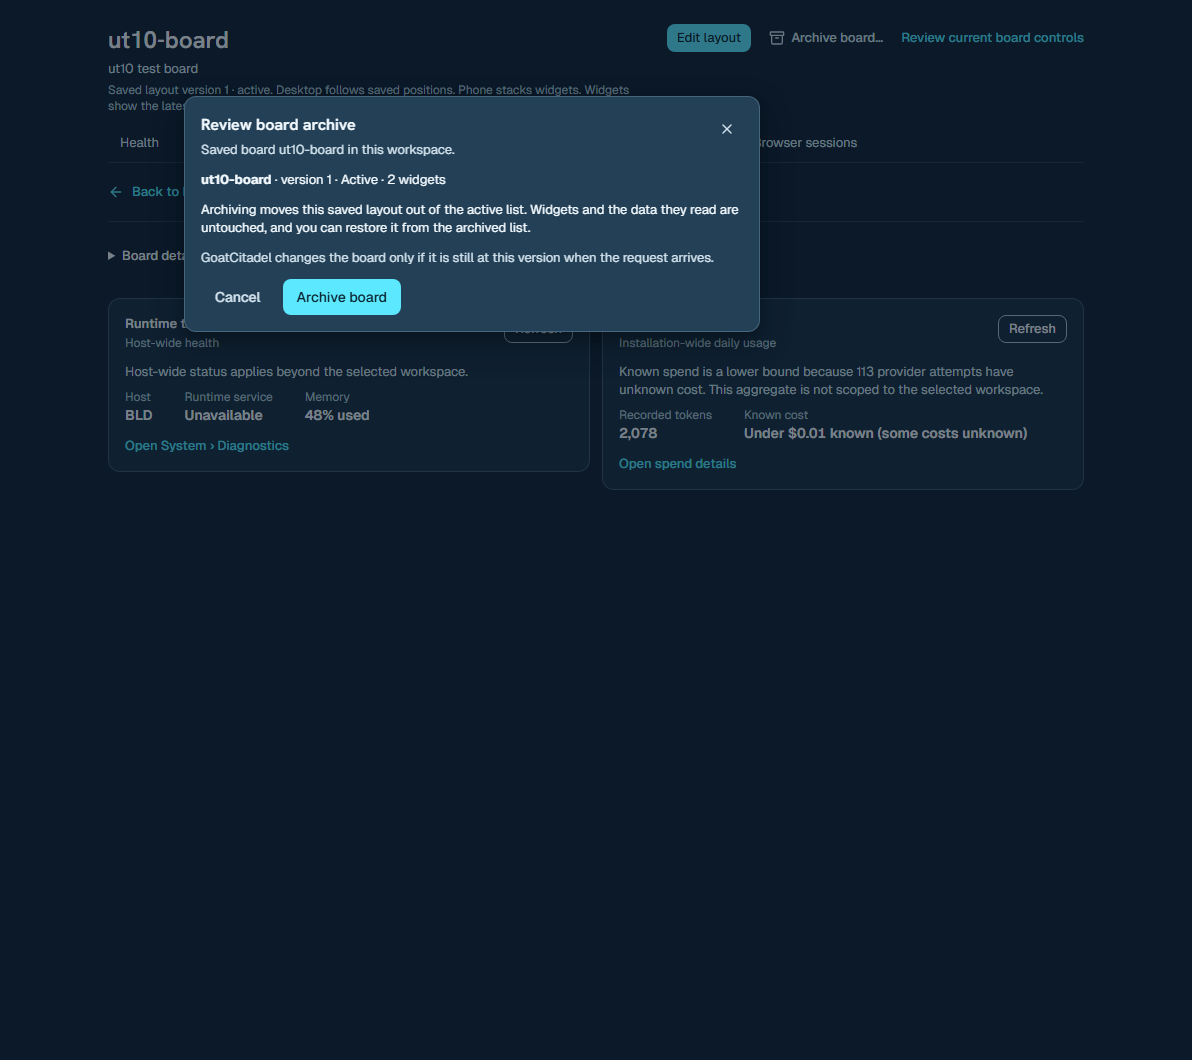 ut10-board
Edit layout
Archive board...
Review current board controls
ut10 test board
Saved layout version 1 · active. Desktop follows saved positions. Phone stacks widgets. Widgets
show the
Review board archive
Saved board ut10-board in this workspace.
ut10-board · version 1 · Active · 2 widgets
Archiving moves this saved layout out of the active list. Widgets and the data they read are
untouched, and you can restore it from the archived list.
GoatCitadel changes the board only if it is still at this version when the request arrives.
Cancel
Archive board
Health
Browser sessions
Back to
Board
Runtime
Host-wide health
Host-wide status applies beyond the selected workspace.
Host
Runtime service
Memory
BLD
Unavailable
48% used
Open System › Diagnostics
Refresh
Installation-wide daily usage
Known spend is a lower bound because 113 provider attempts have
unknown cost. This aggregate is not scoped to the selected workspace.
Recorded tokens
Known cost
2,078
Under $0.01 known (some costs unknown)
Open spend details